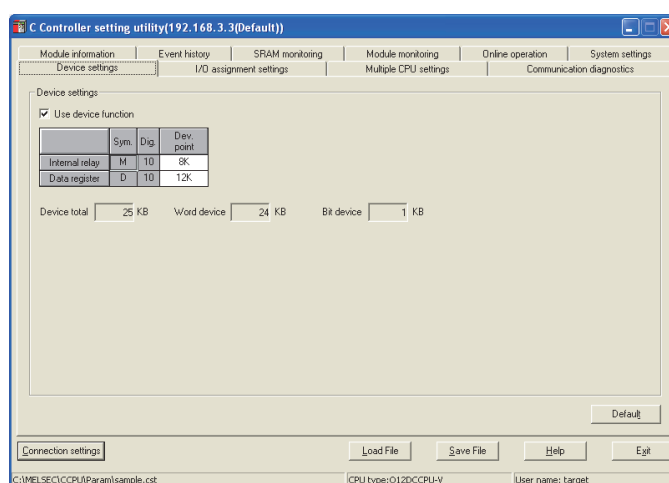 C Controller setting utility(192.168.3.3(Default))
Module information Event history SRAM monitoring Module monitoring Online operation System settings
Device settings I/O assignment settings Multiple CPU settings Communication diagnostics
Device settings
Use device function
Sym. Dig. Dev. point
Internal relay M 10 8K
Data register D 10 12K
Device total 25 KB Word device 24 KB Bit device 1 KB
Default
Connection settings Load File Save File Help Exit
C:\MELSEC\CCPU\Param\sample.cst CPU type:Q12DCCPU-V User name: target